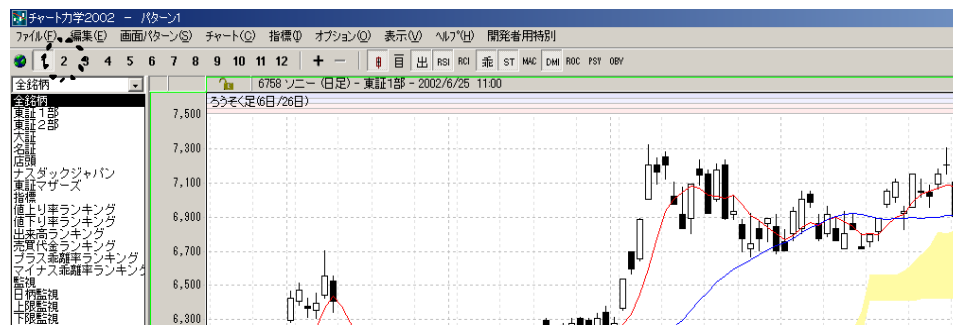 チャート力学2002 － パターン1
ファイル(F) 編集(E) 画面パターン(S) チャート(C) 指標(I) オプション(O) 表示(V) ヘルプ(H) 開発者用特別
1 2 3 4 5 6 7 8 9 10 11 12 + − 目 出 RSI RCI 乖 ST MAC DMI ROC PSY OBV
全銘柄
6758 ソニー (日足) - 東証1部 - 2002/6/25 11:00
ろうそく足(6日/26日)
全銘柄
東証1部
東証2部
大証
名証
店頭
ナスダックジャパン
東証マザーズ
指標
値上り率ランキング
値下り率ランキング
出来高ランキング
売買代金ランキング
プラス乖離率ランキング
マイナス乖離率ランキング
監視
日柄監視
上限監視
下限監視
7,500
7,300
7,100
6,900
6,700
6,500
6,300